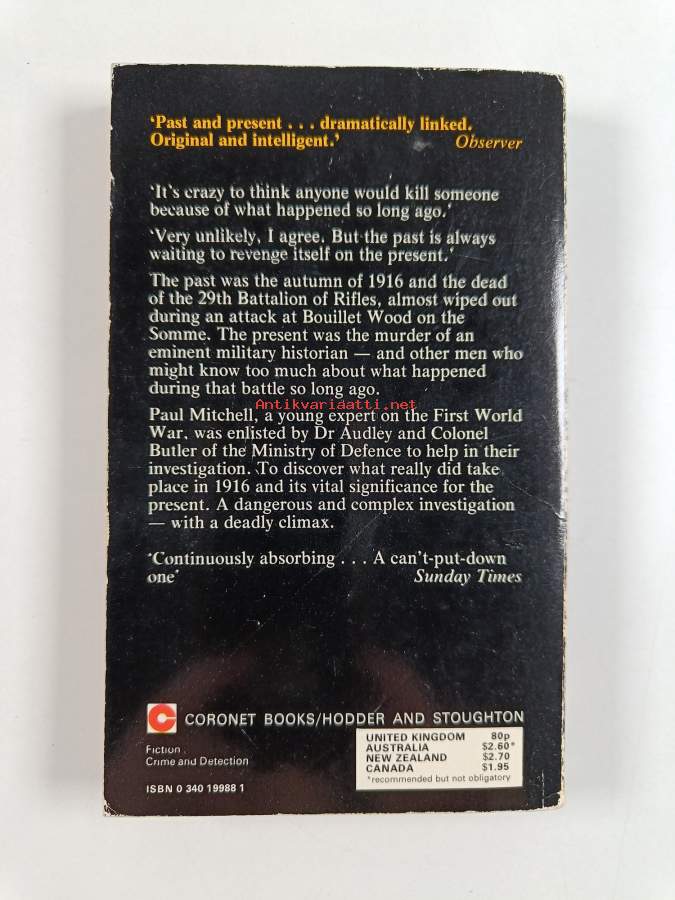 ‘Past and present . . . dramatically linked.
Original and intelligent.’ Observer
‘It's crazy to think anyone would kill someone
because of what happened so long ago.’
‘Very unlikely, I agree. But the past is always
waiting to revenge itself on the present.’
The past was the autumn of 1916 and the dead
of the 29th Battalion of Rifles, almost wiped out
during an attack at Bouillet Wood on the
Somme. The present was the murder of an
eminent military historian — and other men who
might know too much about what happened
during that battle so long ago.
Antikvariaatti.net
Paul Mitchell, a young expert on the First World
War, was enlisted by Dr Audley and Colonel
Butler of the Ministry of Defence to help in their
investigation. To discover what really did take
place in 1916 and its vital significance for the
present. A dangerous and complex investigation
— with a deadly climax.
‘Continuously absorbing . . . A can't-put-down
one’ Sunday Times
C CORONET BOOKS/HODDER AND STOUGHTON
Fiction
Crime and Detection
ISBN 0 340 19988 1
UNITED KINGDOM 80p
AUSTRALIA $2.60*
NEW ZEALAND $2.70
CANADA $1.95
*recommended but not obligatory